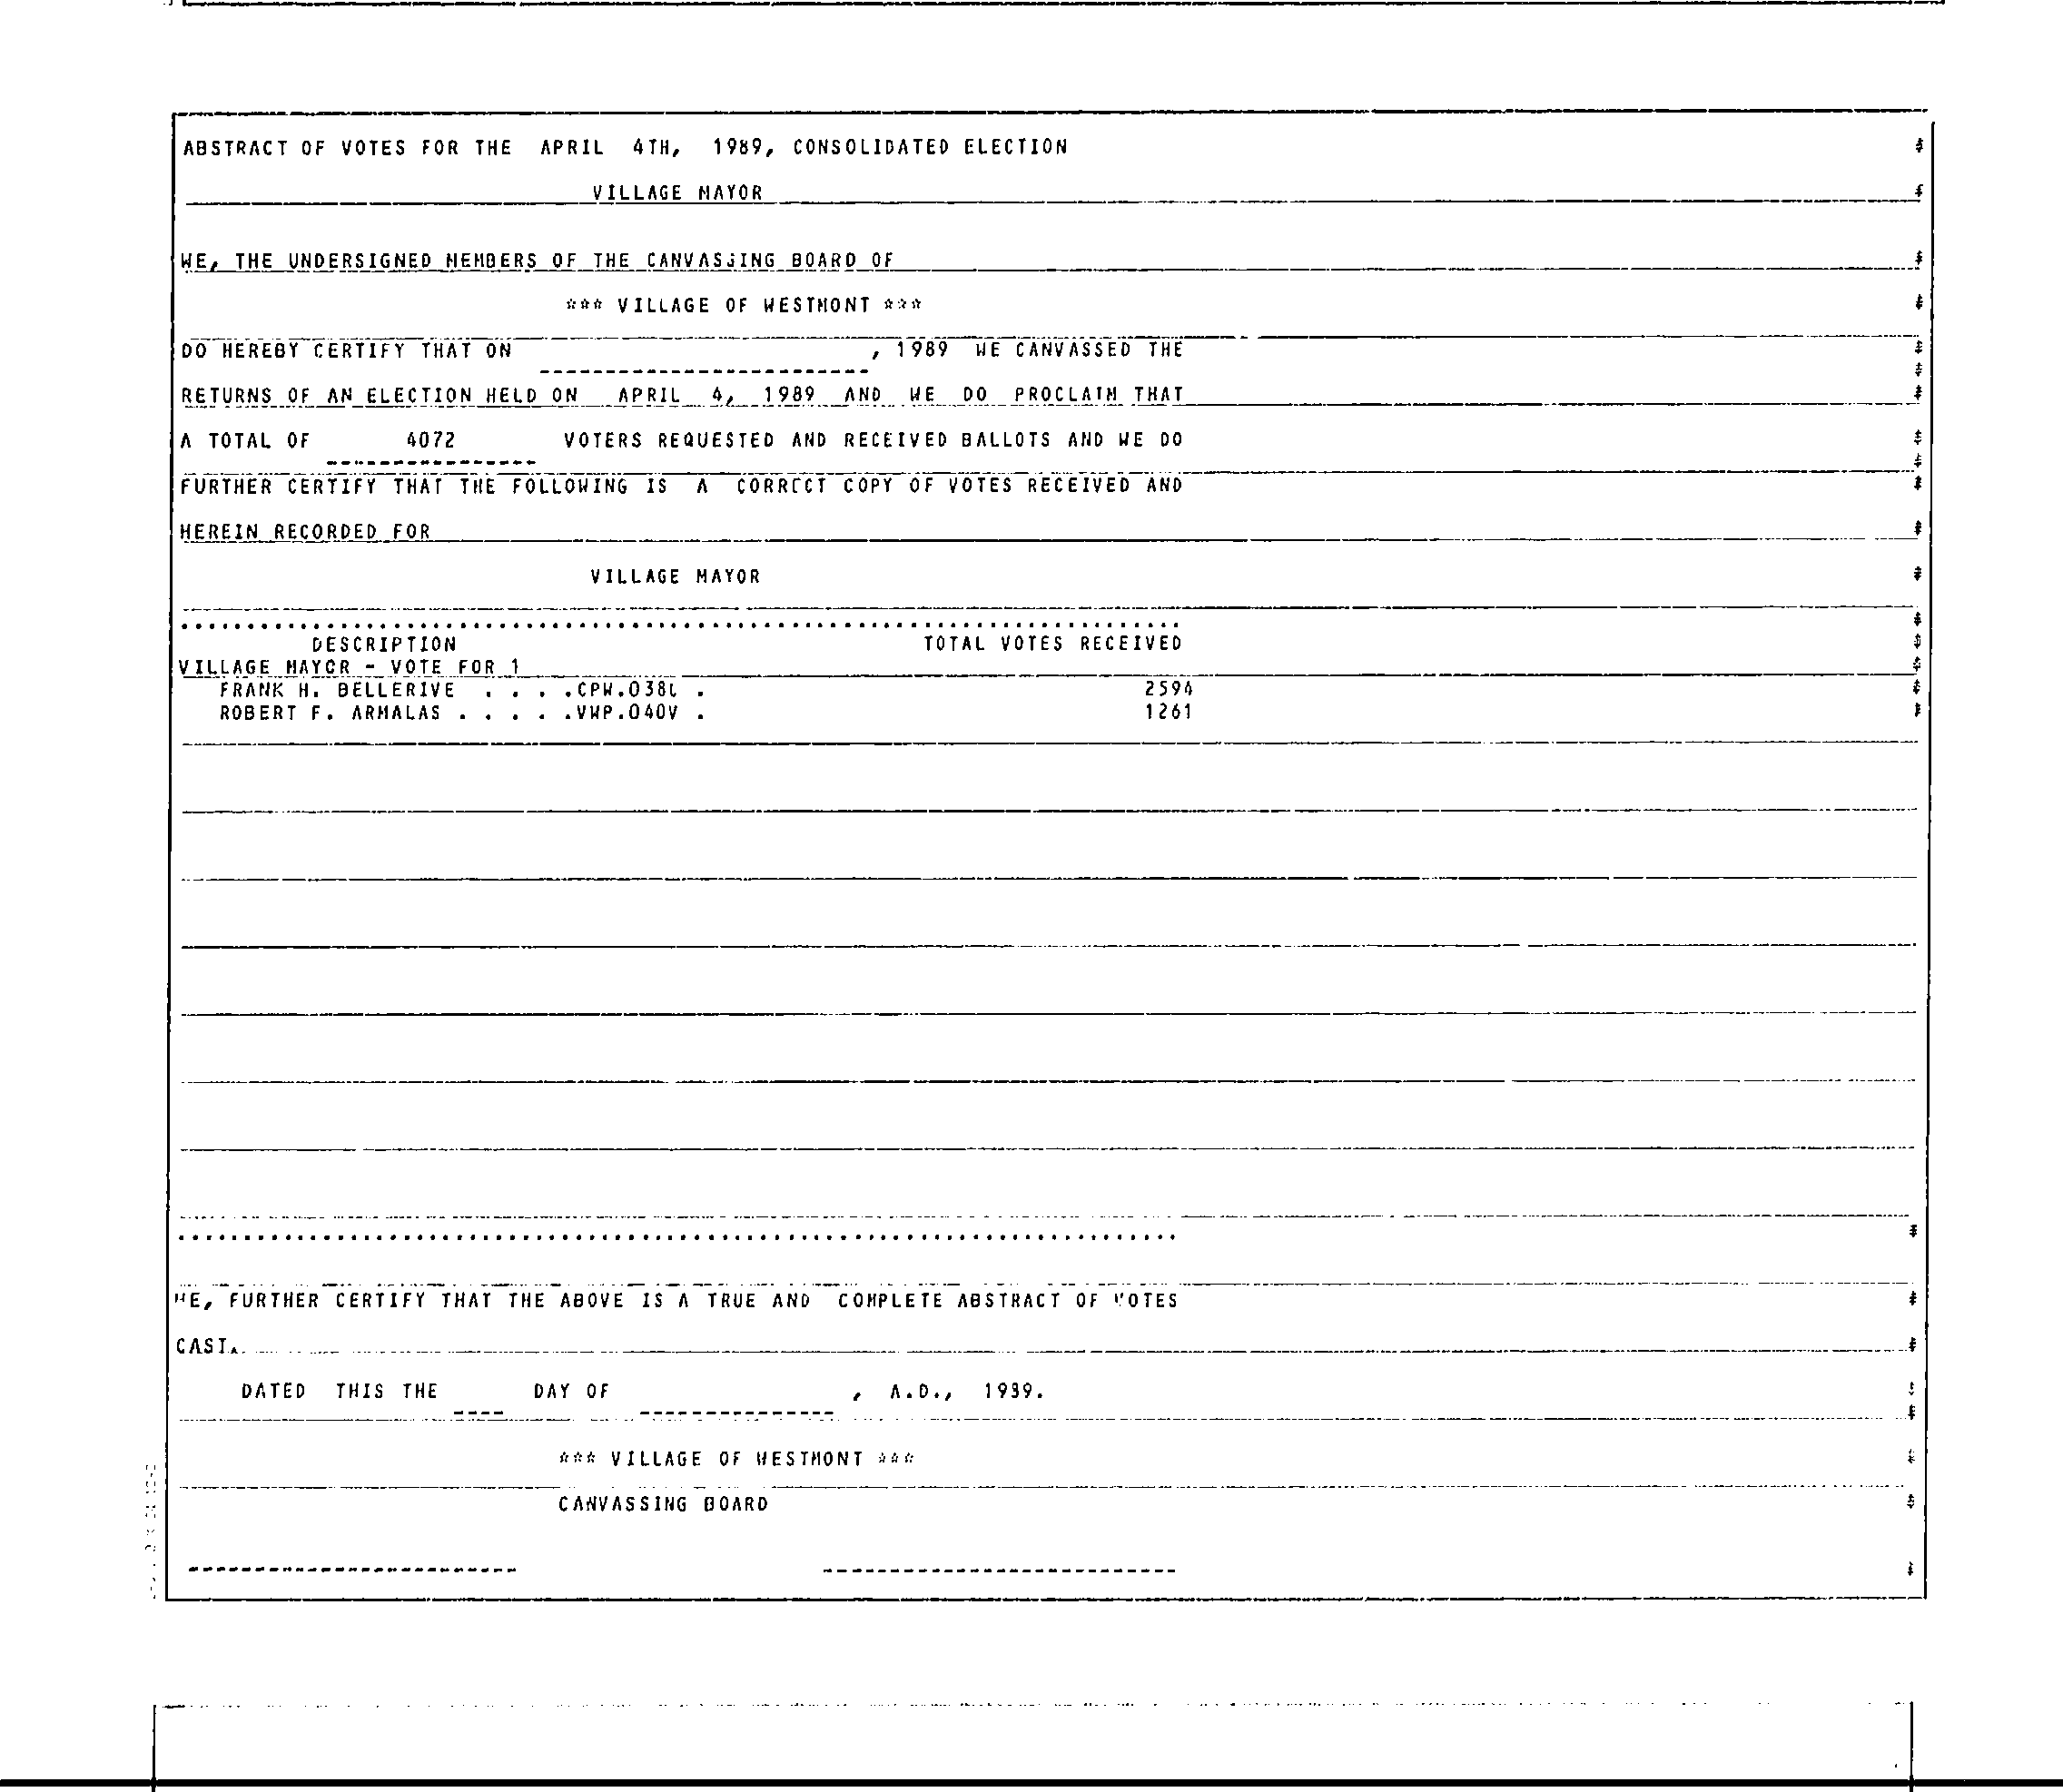 ABSTRACT OF VOTES FOR THE APRIL 4TH, 1989, CONSOLIDATED ELECTION
VILLAGE MAYOR
WE, THE UNDERSIGNED MEMBERS OF THE CANVASSING BOARD OF
*** VILLAGE OF WESTMONT ***
DO HEREBY CERTIFY THAT ON , 1989 WE CANVASSED THE
RETURNS OF AN ELECTION HELD ON APRIL 4, 1989 AND WE DO PROCLAIM THAT
A TOTAL OF 4072 VOTERS REQUESTED AND RECEIVED BALLOTS AND WE DO
FURTHER CERTIFY THAT THE FOLLOWING IS A CORRECT COPY OF VOTES RECEIVED AND
HEREIN RECORDED FOR
VILLAGE MAYOR
DESCRIPTION TOTAL VOTES RECEIVED
VILLAGE MAYOR - VOTE FOR 1
FRANK H. BELLERIVE . . . .CPW. . 2594
ROBERT F. ARMALAS . . . . .VWP.040V . 1261
WE, FURTHER CERTIFY THAT THE ABOVE IS A TRUE AND COMPLETE ABSTRACT OF VOTES
CAST.
DATED THIS THE DAY OF , A.D., 1989.
*** VILLAGE OF WESTMONT ***
CANVASSING BOARD